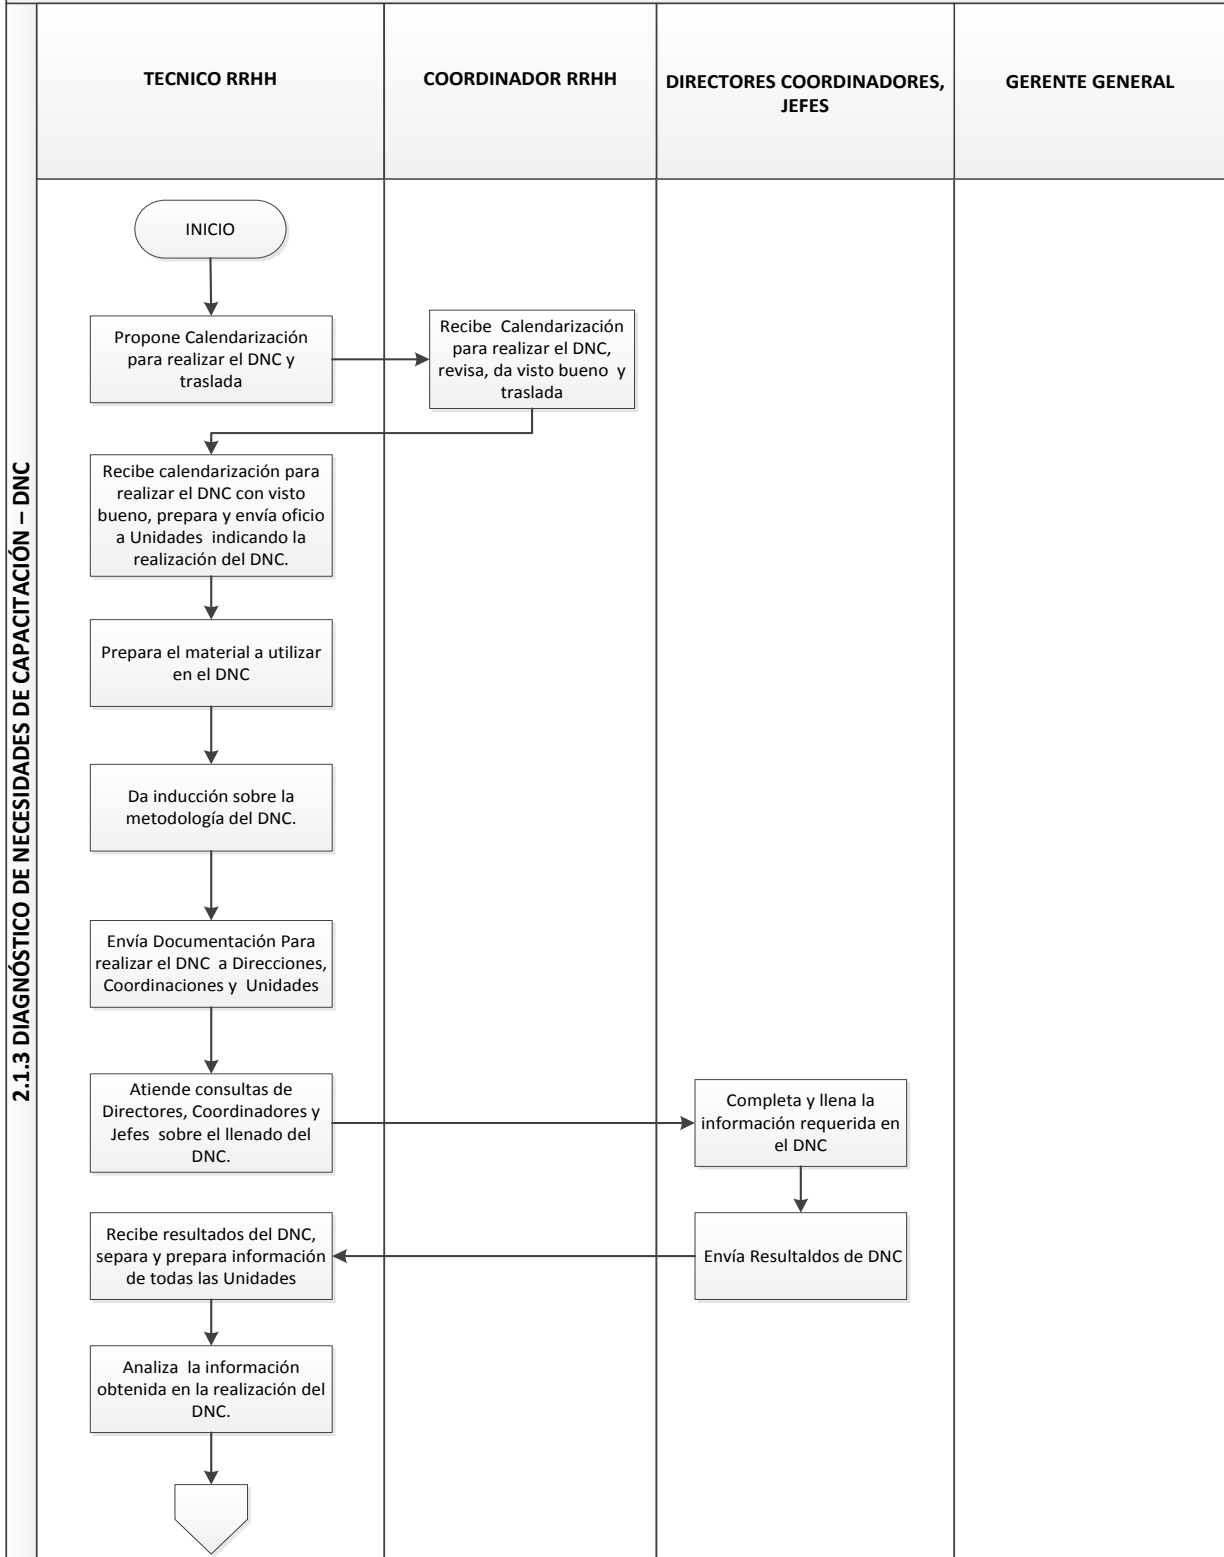 TECNICO RRHH
COORDINADOR RRHH
DIRECTORES COORDINADORES,
JEFES
GERENTE GENERAL
2.1.3 DIAGNÓSTICO DE NECESIDADES DE CAPACITACIÓN – DNC
INICIO
Propone Calendarización
para realizar el DNC y
traslada
Recibe Calendarización
para realizar el DNC,
revisa, da visto bueno y
traslada
Recibe calendarización para
realizar el DNC con visto
bueno, prepara y envía oficio
a Unidades indicando la
realización del DNC.
Prepara el material a utilizar
en el DNC
Da inducción sobre la
metodología del DNC.
Envía Documentación Para
realizar el DNC a Direcciones,
Coordinaciones y Unidades
Atiende consultas de
Directores, Coordinadores y
Jefes sobre el llenado del
DNC.
Completa y llena la
información requerida en
el DNC
Envía Resultaldos de DNC
Recibe resultados del DNC,
separa y prepara información
de todas las Unidades
Analiza la información
obtenida en la realización del
DNC.